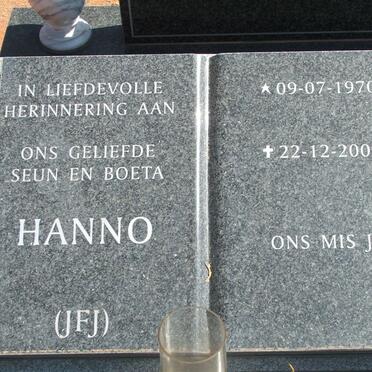 IN LIEFDEVOLLE
HERINNERING AAN
ONS GELIEFDE
SEUN EN BOETA
HANNO
(JFJ)
★ 09-07-1970
✝ 22-12-200
ONS MIS J